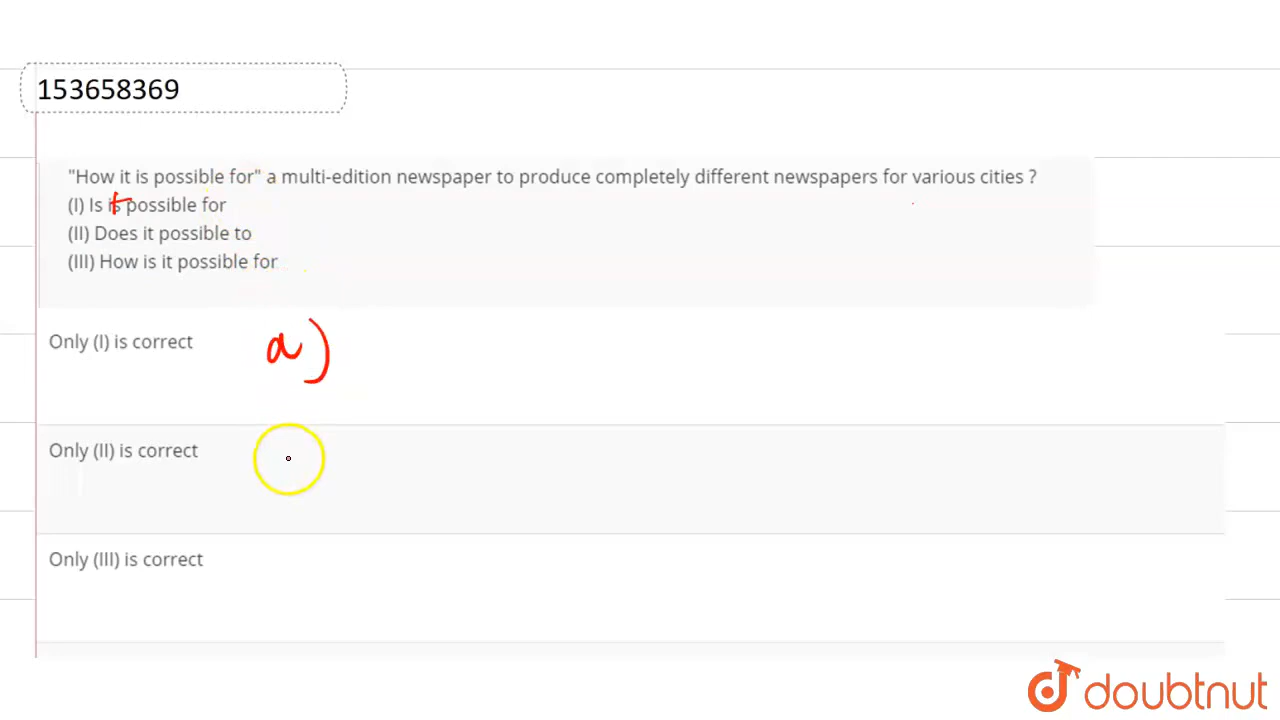 153658369
"How it is possible for" a multi-edition newspaper to produce completely different newspapers for various cities ?
(I) Is is possible for
t
(II) Does it possible to
(III) How is it possible for
Only (I) is correct a)
Only (II) is correct
Only (III) is correct
doubtnut